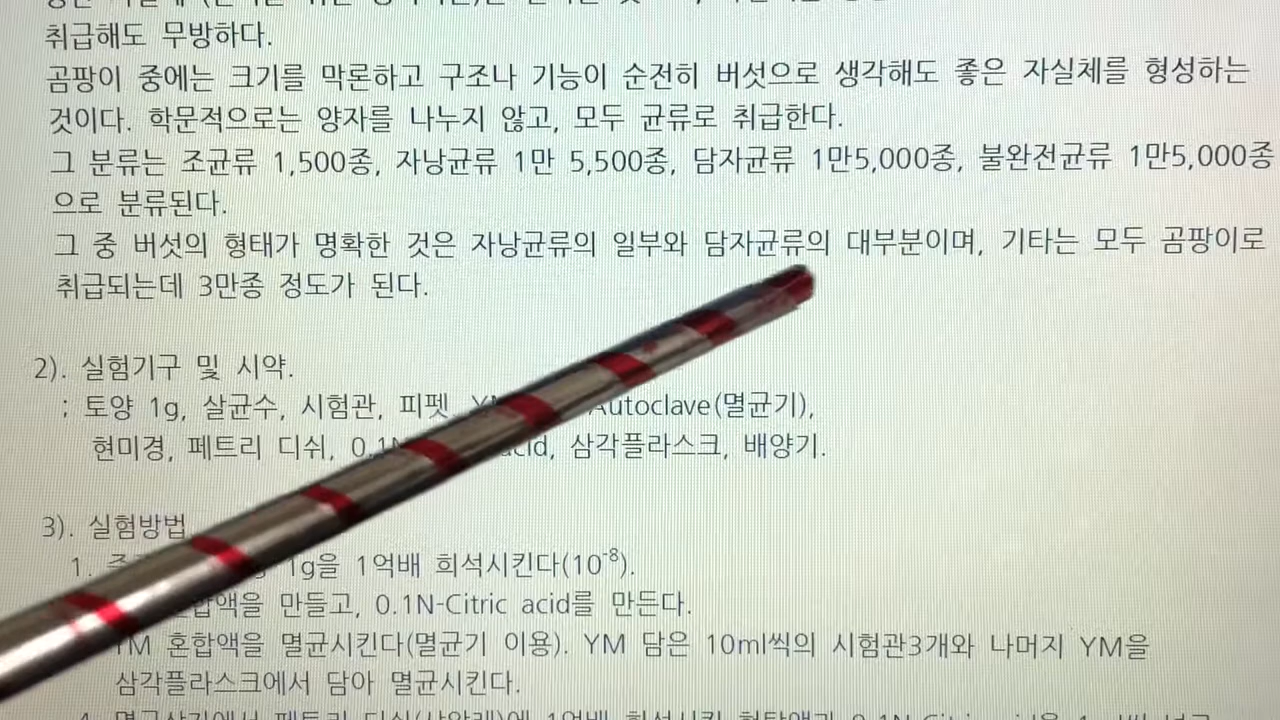 취급해도 무방하다.
곰팡이 중에는 크기를 막론하고 구조나 기능이 순전히 버섯으로 생각해도 좋은 자실체를 형성하는
것이다. 학문적으로는 양자를 나누지 않고, 모두 균류로 취급한다.
그 분류는 조균류 1,500종, 자낭균류 1만 5,500종, 담자균류 1만5,000종, 불완전균류 1만5,000종
으로 분류된다.
그 중 버섯의 형태가 명확한 것은 자낭균류의 일부와 담자균류의 대부분이며, 기타는 모두 곰팡이로
취급되는데 3만종 정도가 된다.
2). 실험기구 및 시약.
; 토양 1g, 살균수, 시험관, 피펫 Autoclave(멸균기),
현미경, 페트리 디쉬, acid, 삼각플라스크, 배양기.
3). 실험방법
1. 1g을 1억배 희석시킨다(10⁻⁸).
만들고, 0.1N-Citric acid를 만든다.
YM 혼합액을 멸균시킨다(멸균기 이용). YM 담은 10ml씩의 시험관3개와 나머지 YM을
삼각플라스크에서 담아 멸균시킨다.